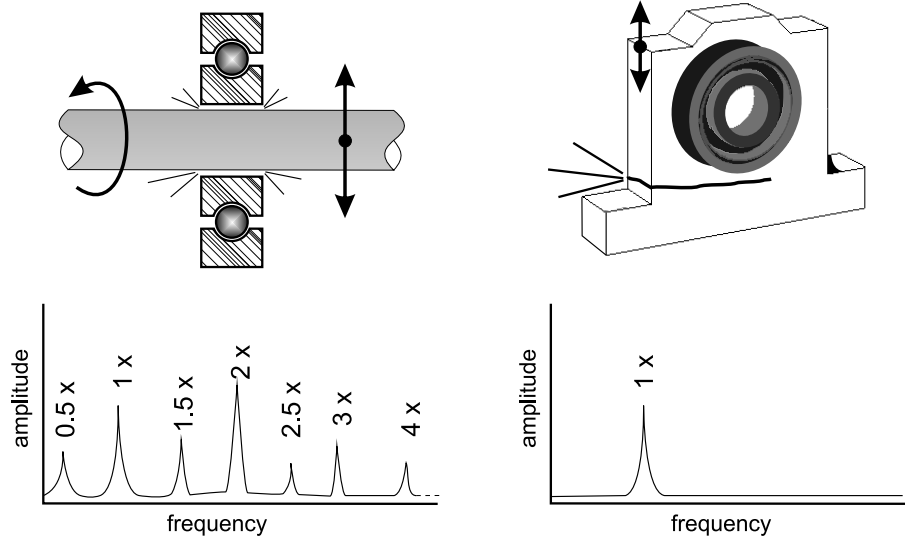 amplitude
0.5 x
1 x
1.5 x
2 x
2.5 x
3 x
4 x
frequency
amplitude
1 x
frequency